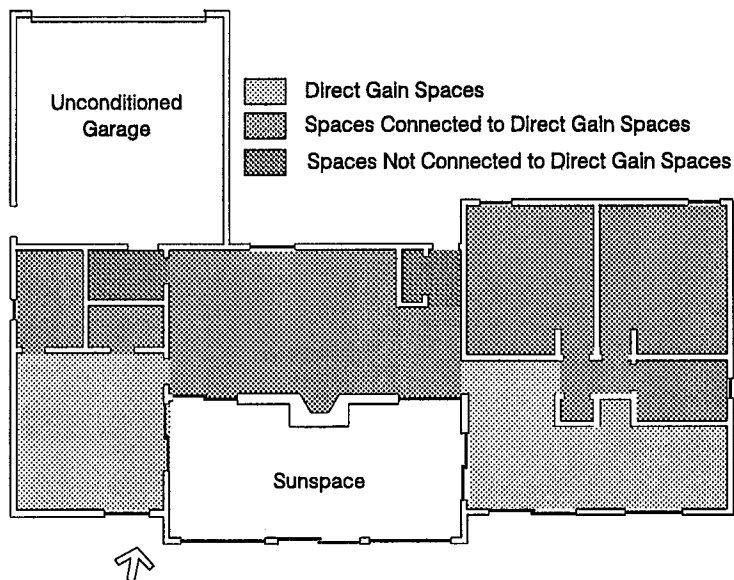 Unconditioned
Garage
Direct Gain Spaces
Spaces Connected to Direct Gain Spaces
Spaces Not Connected to Direct Gain Spaces
Sunspace